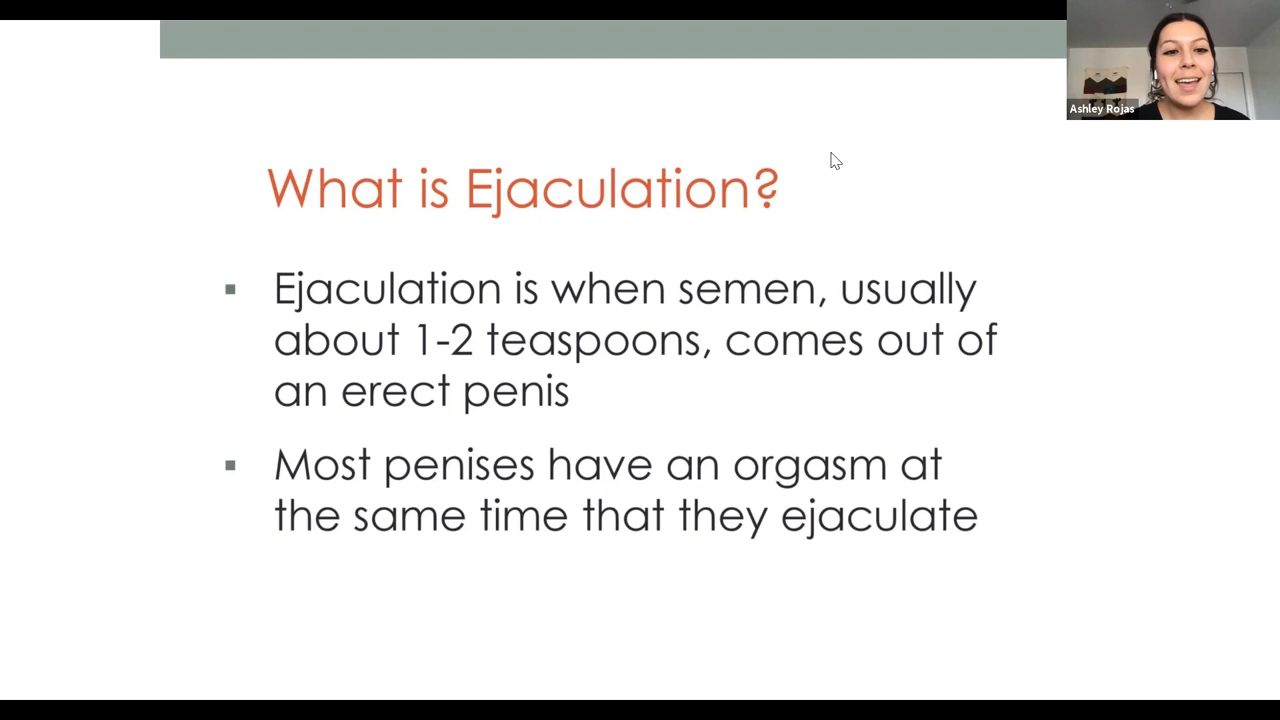 Ashley Rojas
What is Ejaculation?
▪ Ejaculation is when semen, usually
about 1-2 teaspoons, comes out of
an erect penis
▪ Most penises have an orgasm at
the same time that they ejaculate